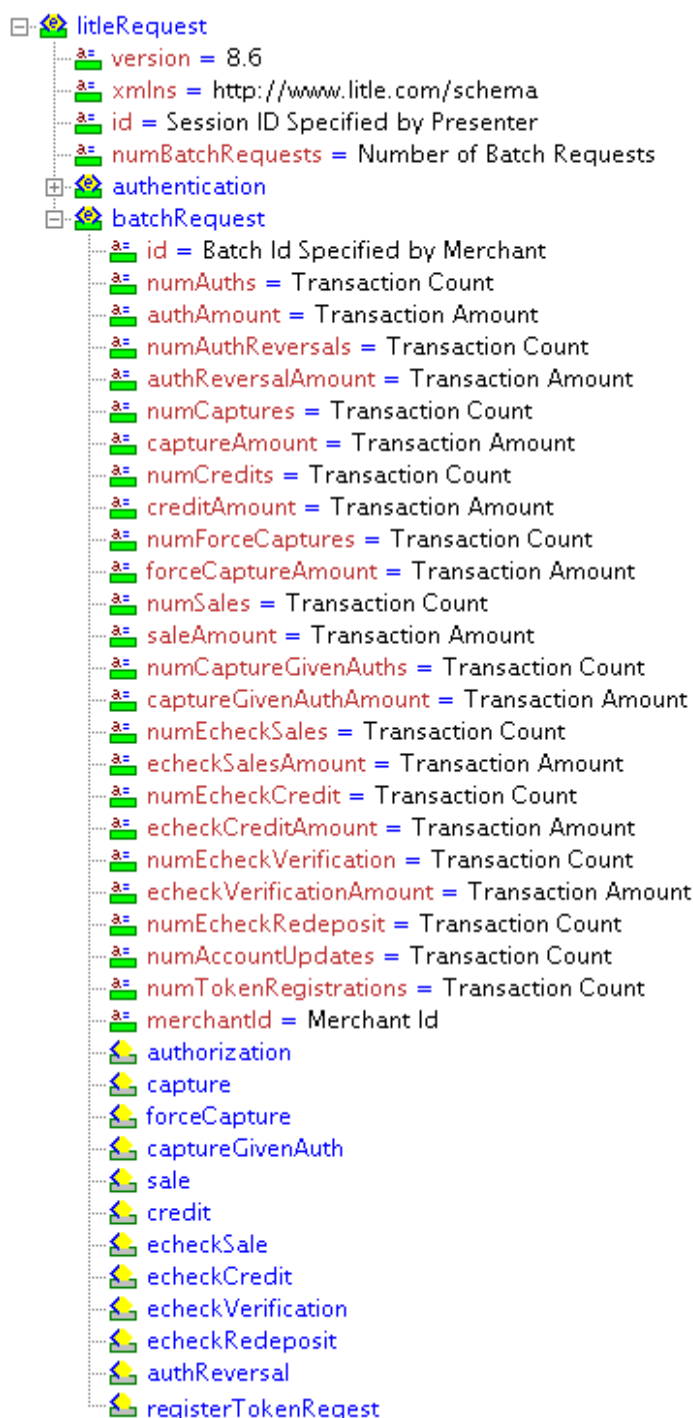 litleRequest
version = 8.6
xmlns = http://www.litle.com/schema
id = Session ID Specified by Presenter
numBatchRequests = Number of Batch Requests
authentication
batchRequest
id = Batch Id Specified by Merchant
numAuths = Transaction Count
authAmount = Transaction Amount
numAuthReversals = Transaction Count
authReversalAmount = Transaction Amount
numCaptures = Transaction Count
captureAmount = Transaction Amount
numCredits = Transaction Count
creditAmount = Transaction Amount
numForceCaptures = Transaction Count
forceCaptureAmount = Transaction Amount
numSales = Transaction Count
saleAmount = Transaction Amount
numCaptureGivenAuths = Transaction Count
captureGivenAuthAmount = Transaction Amount
numEcheckSales = Transaction Count
echeckSalesAmount = Transaction Amount
numEcheckCredit = Transaction Count
echeckCreditAmount = Transaction Amount
numEcheckVerification = Transaction Count
echeckVerificationAmount = Transaction Amount
numEcheckRedeposit = Transaction Count
numAccountUpdates = Transaction Count
numTokenRegistrations = Transaction Count
merchantId = Merchant Id
authorization
capture
forceCapture
captureGivenAuth
sale
credit
echeckSale
echeckCredit
echeckVerification
echeckRedeposit
authReversal
registerTokenRegest